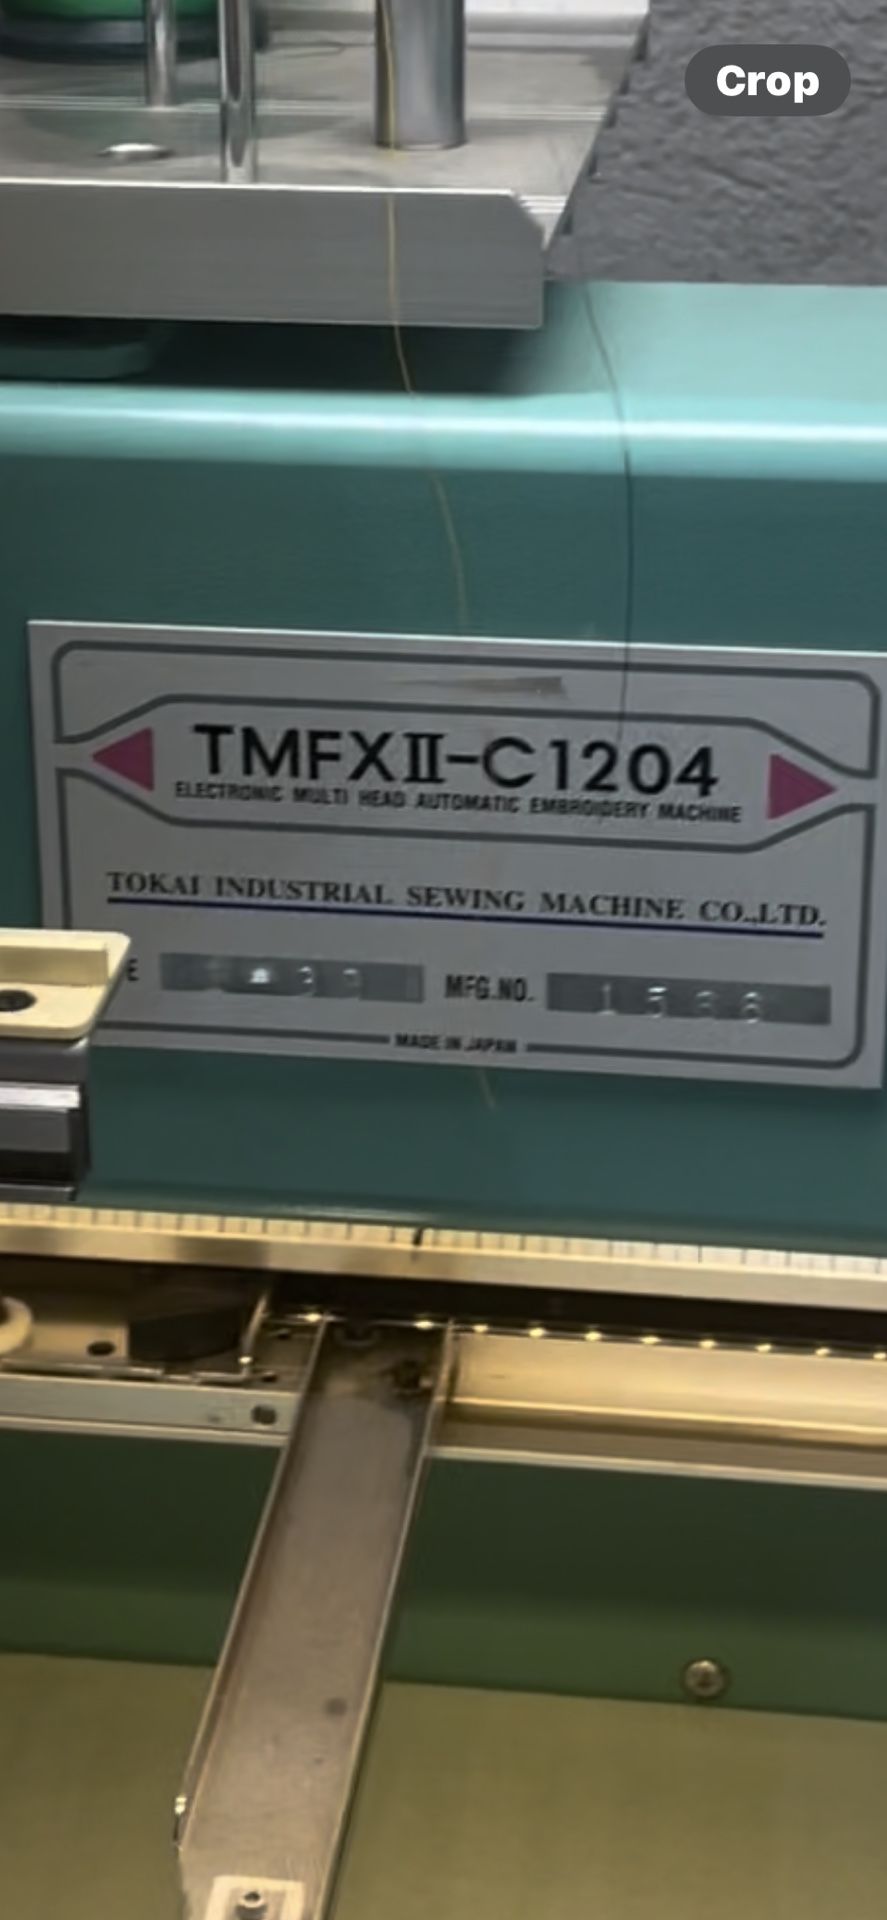 Crop
TMFXII-C1204
ELECTRONIC MULTI HEAD AUTOMATIC EMBROIDERY MACHINE
TOKAI INDUSTRIAL SEWING MACHINE CO.,LTD.
MFG.NO.
MADE IN JAPAN